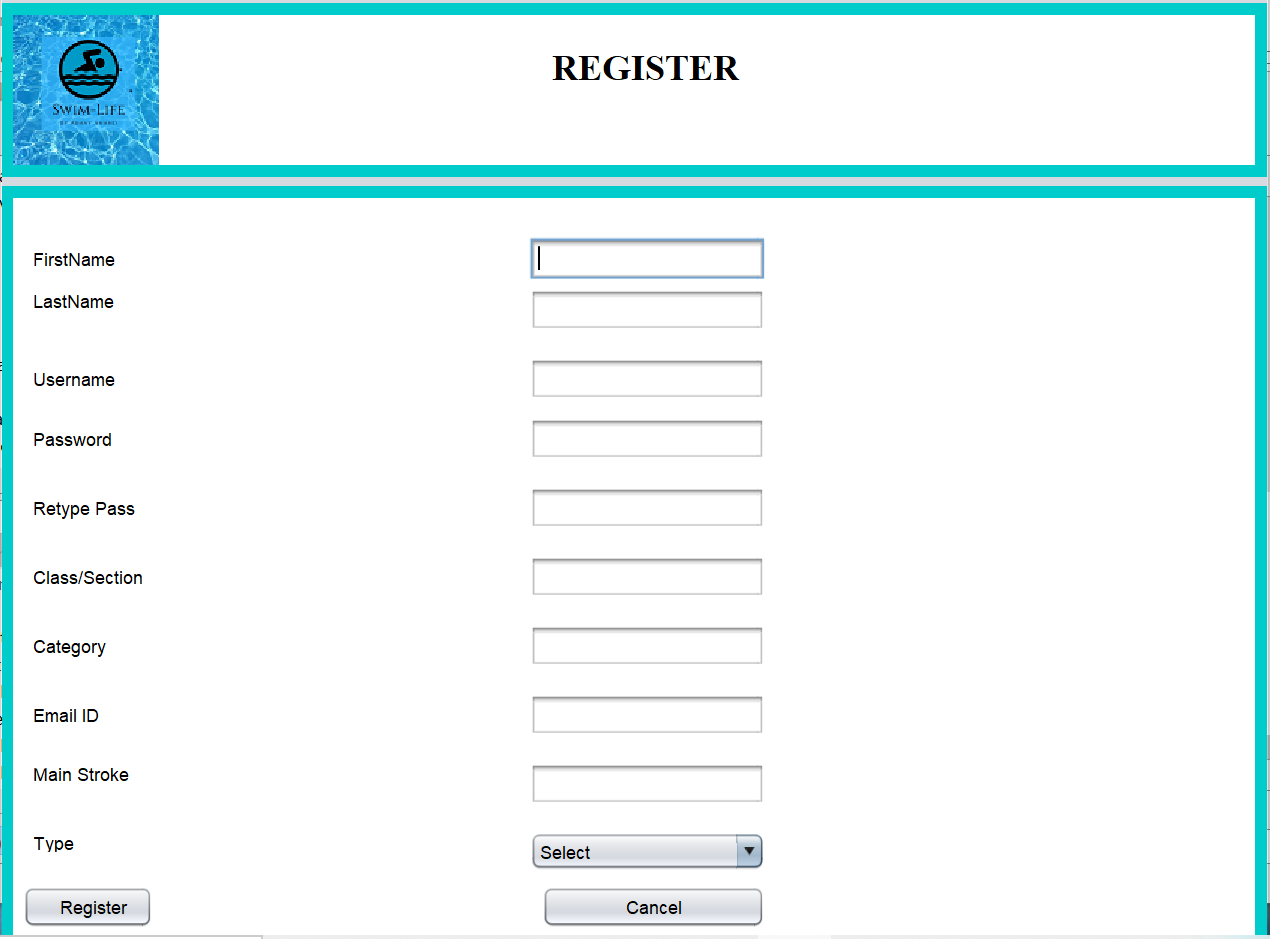 REGISTER
SWIM-LIFE
FirstName
LastName
Username
Password
Retype Pass
Class/Section
Category
Email ID
Main Stroke
Type
Select
Register
Cancel